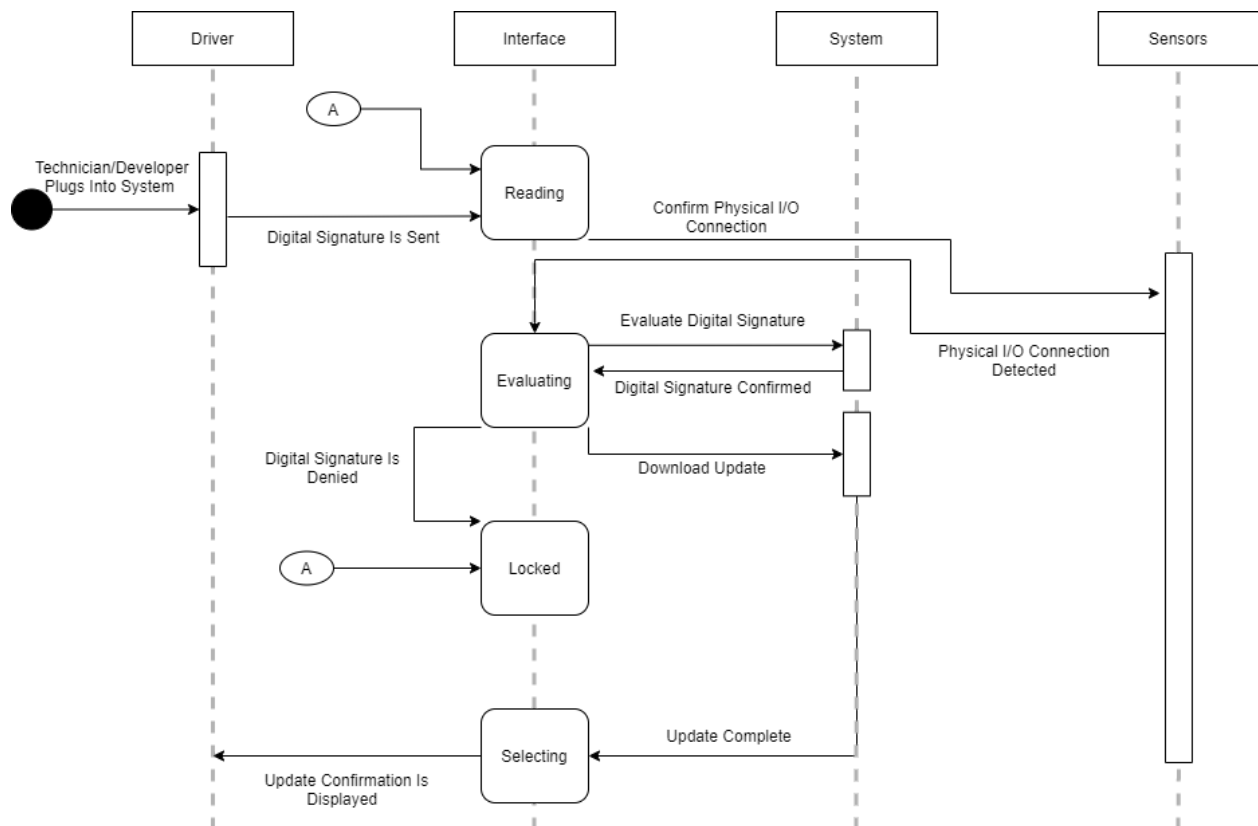 Driver
Interface
System
Sensors
A
Technician/Developer
Plugs Into System
Reading
Digital Signature Is Sent
Confirm Physical I/O
Connection
Evaluate Digital Signature
Physical I/O Connection
Detected
Evaluating
Digital Signature Confirmed
Digital Signature Is
Denied
Download Update
A
Locked
Selecting
Update Complete
Update Confirmation Is
Displayed